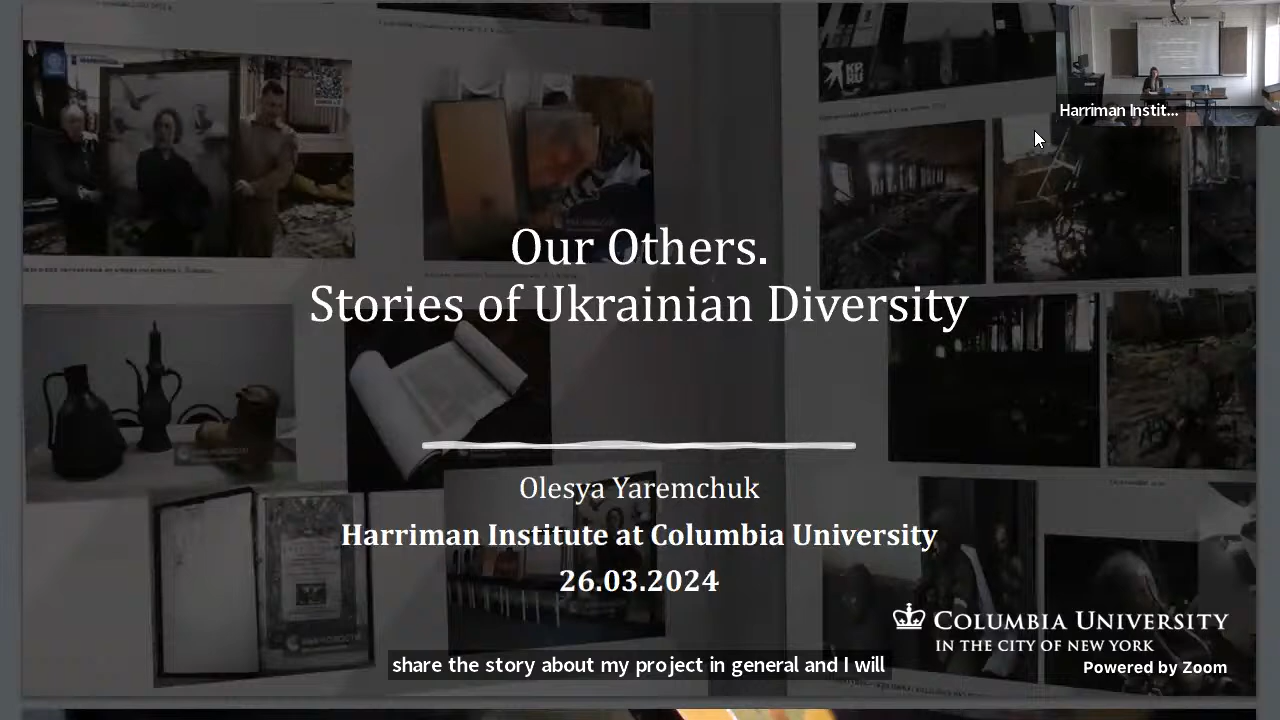 Harriman Instit...
KP
RU
Our Others.
Stories of Ukrainian Diversity
Olesya Yaremchuk
Harriman Institute at Columbia University
26.03.2024
COLUMBIA UNIVERSITY
IN THE CITY OF NEW YORK
share the story about my project in general and I will
Powered by Zoom